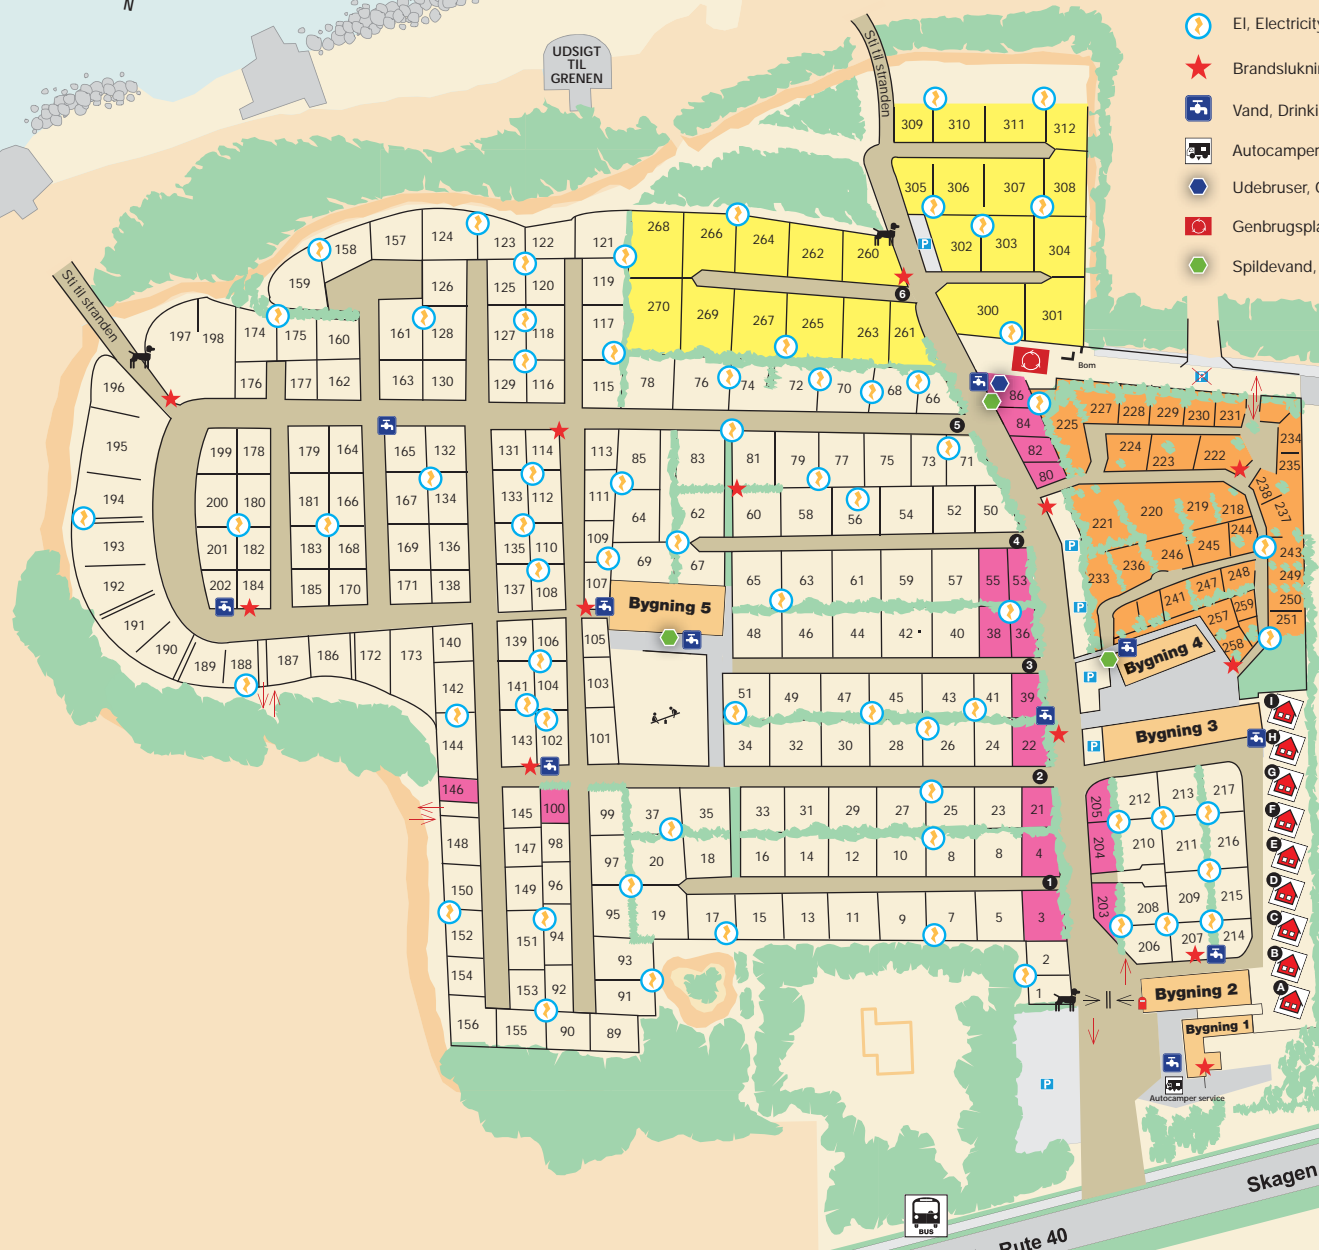 N
UDSIGT
TIL
GRENEN
Sti til stranden
El, Electricity
Brandslukni
Vand, Drinki
Autocamper
Udebruser, O
Genbrugspla
Spildevand,
309 310 311 312
305 306 307 308
P 302 303 304
300 301
6
Bom
P
268 266 264 262 260
270 269 267 265 263 261
157 124 123 122 121
158 159 126 125 120 119
Sti til stranden
197 198 174 175 160 161 128 127 118 117
176 177 162 163 130 129 116 115 78 76 74 72 70 68 66
86
84
82
80
5
227 228 229 230 231
225 224 223 222 234
235
238 237
221 220 219 218
244 243
233 236 246 245
241 247 248 249
257 259 250
258 251
196
195
194
193
192
191
190
189 188 187 186 172 173
199 178 179 164 165 132 131 114 113 85 83 81 79 77 75 73 71
200 180 181 166 167 134 133 112 111 64 62 60 58 56 54 52 50
201 182 183 168 169 136 135 110 109 69 67
4
202 184 185 170 171 138 137 108 107
65 63 61 59 57 55 53
Bygning 5
48 46 44 42 40 38 36
3
P
P
P
P
Bygning 4
Bygning 3
140 139 106 105
142 141 104 103
144 143 102 101
51 49 47 45 43 41 39
34 32 30 28 26 24 22
2
146 145 100 99 37 35 33 31 29 27 25 23 21
148 147 98 97 20 18 16 14 12 10 8 8 4
1
150 149 96 95 19 17 15 13 11 9 7 5 3
152 151 94 93
154 153 92 91
156 155 90 89
2
1
205 212 213 217
204 210 211 216
203 208 209 215
206 207 214
I
H
G
F
E
D
C
B
A
Bygning 2
Bygning 1
P
Autocamper service
BUS
Rute 40
Skagen